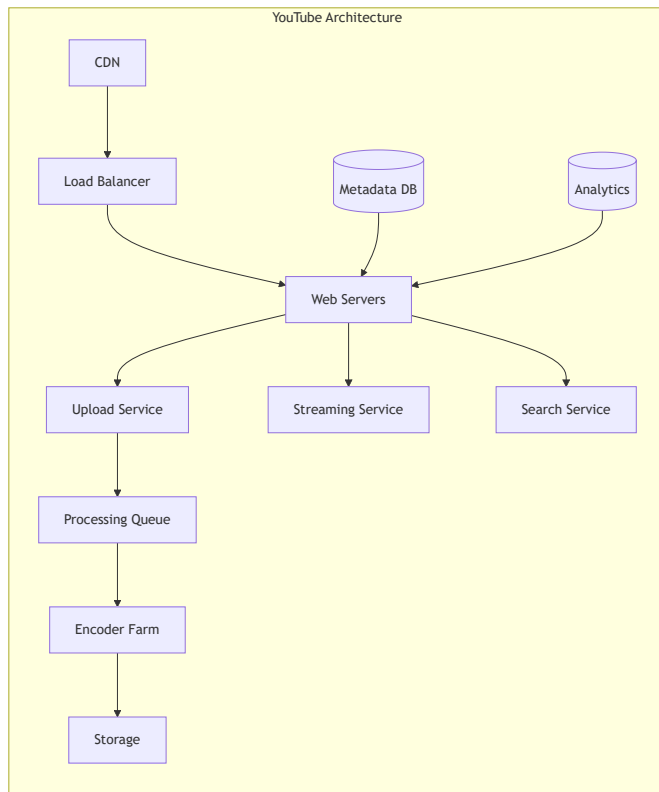 YouTube Architecture
CDN
Load Balancer
Metadata DB
Analytics
Web Servers
Upload Service
Streaming Service
Search Service
Processing Queue
Encoder Farm
Storage